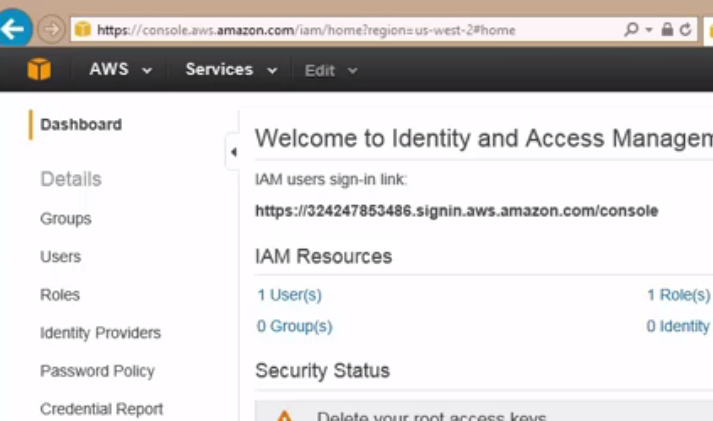 https://console.aws.amazon.com/iam/home?region=us-west-2#home
AWS Services Edit
Dashboard
Details
Groups
Users
Roles
Identity Providers
Password Policy
Credential Report
Welcome to Identity and Access Managem
IAM users sign-in link:
https://324247853486.signin.aws.amazon.com/console
IAM Resources
1 User(s) 1 Role(s)
0 Group(s) 0 Identity
Security Status
Delete your root access keys